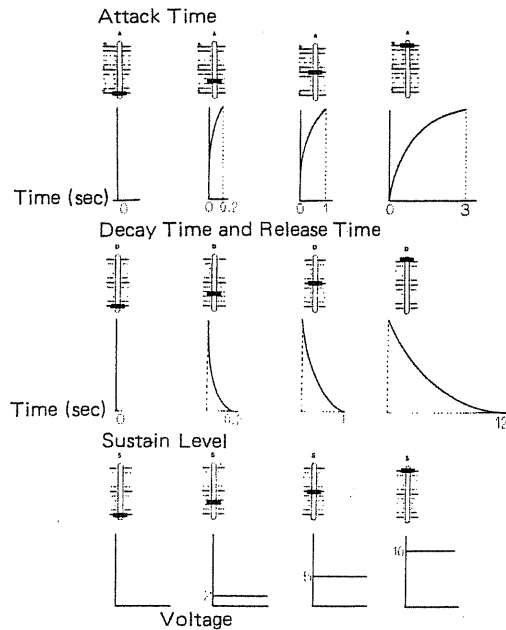 Attack Time
A A A A
Time (sec) 0 0 0.2 0 1 0 3
Decay Time and Release Time
D D D D
Time (sec) 0 0.2 1 12
Sustain Level
S S S S
5 10
Voltage